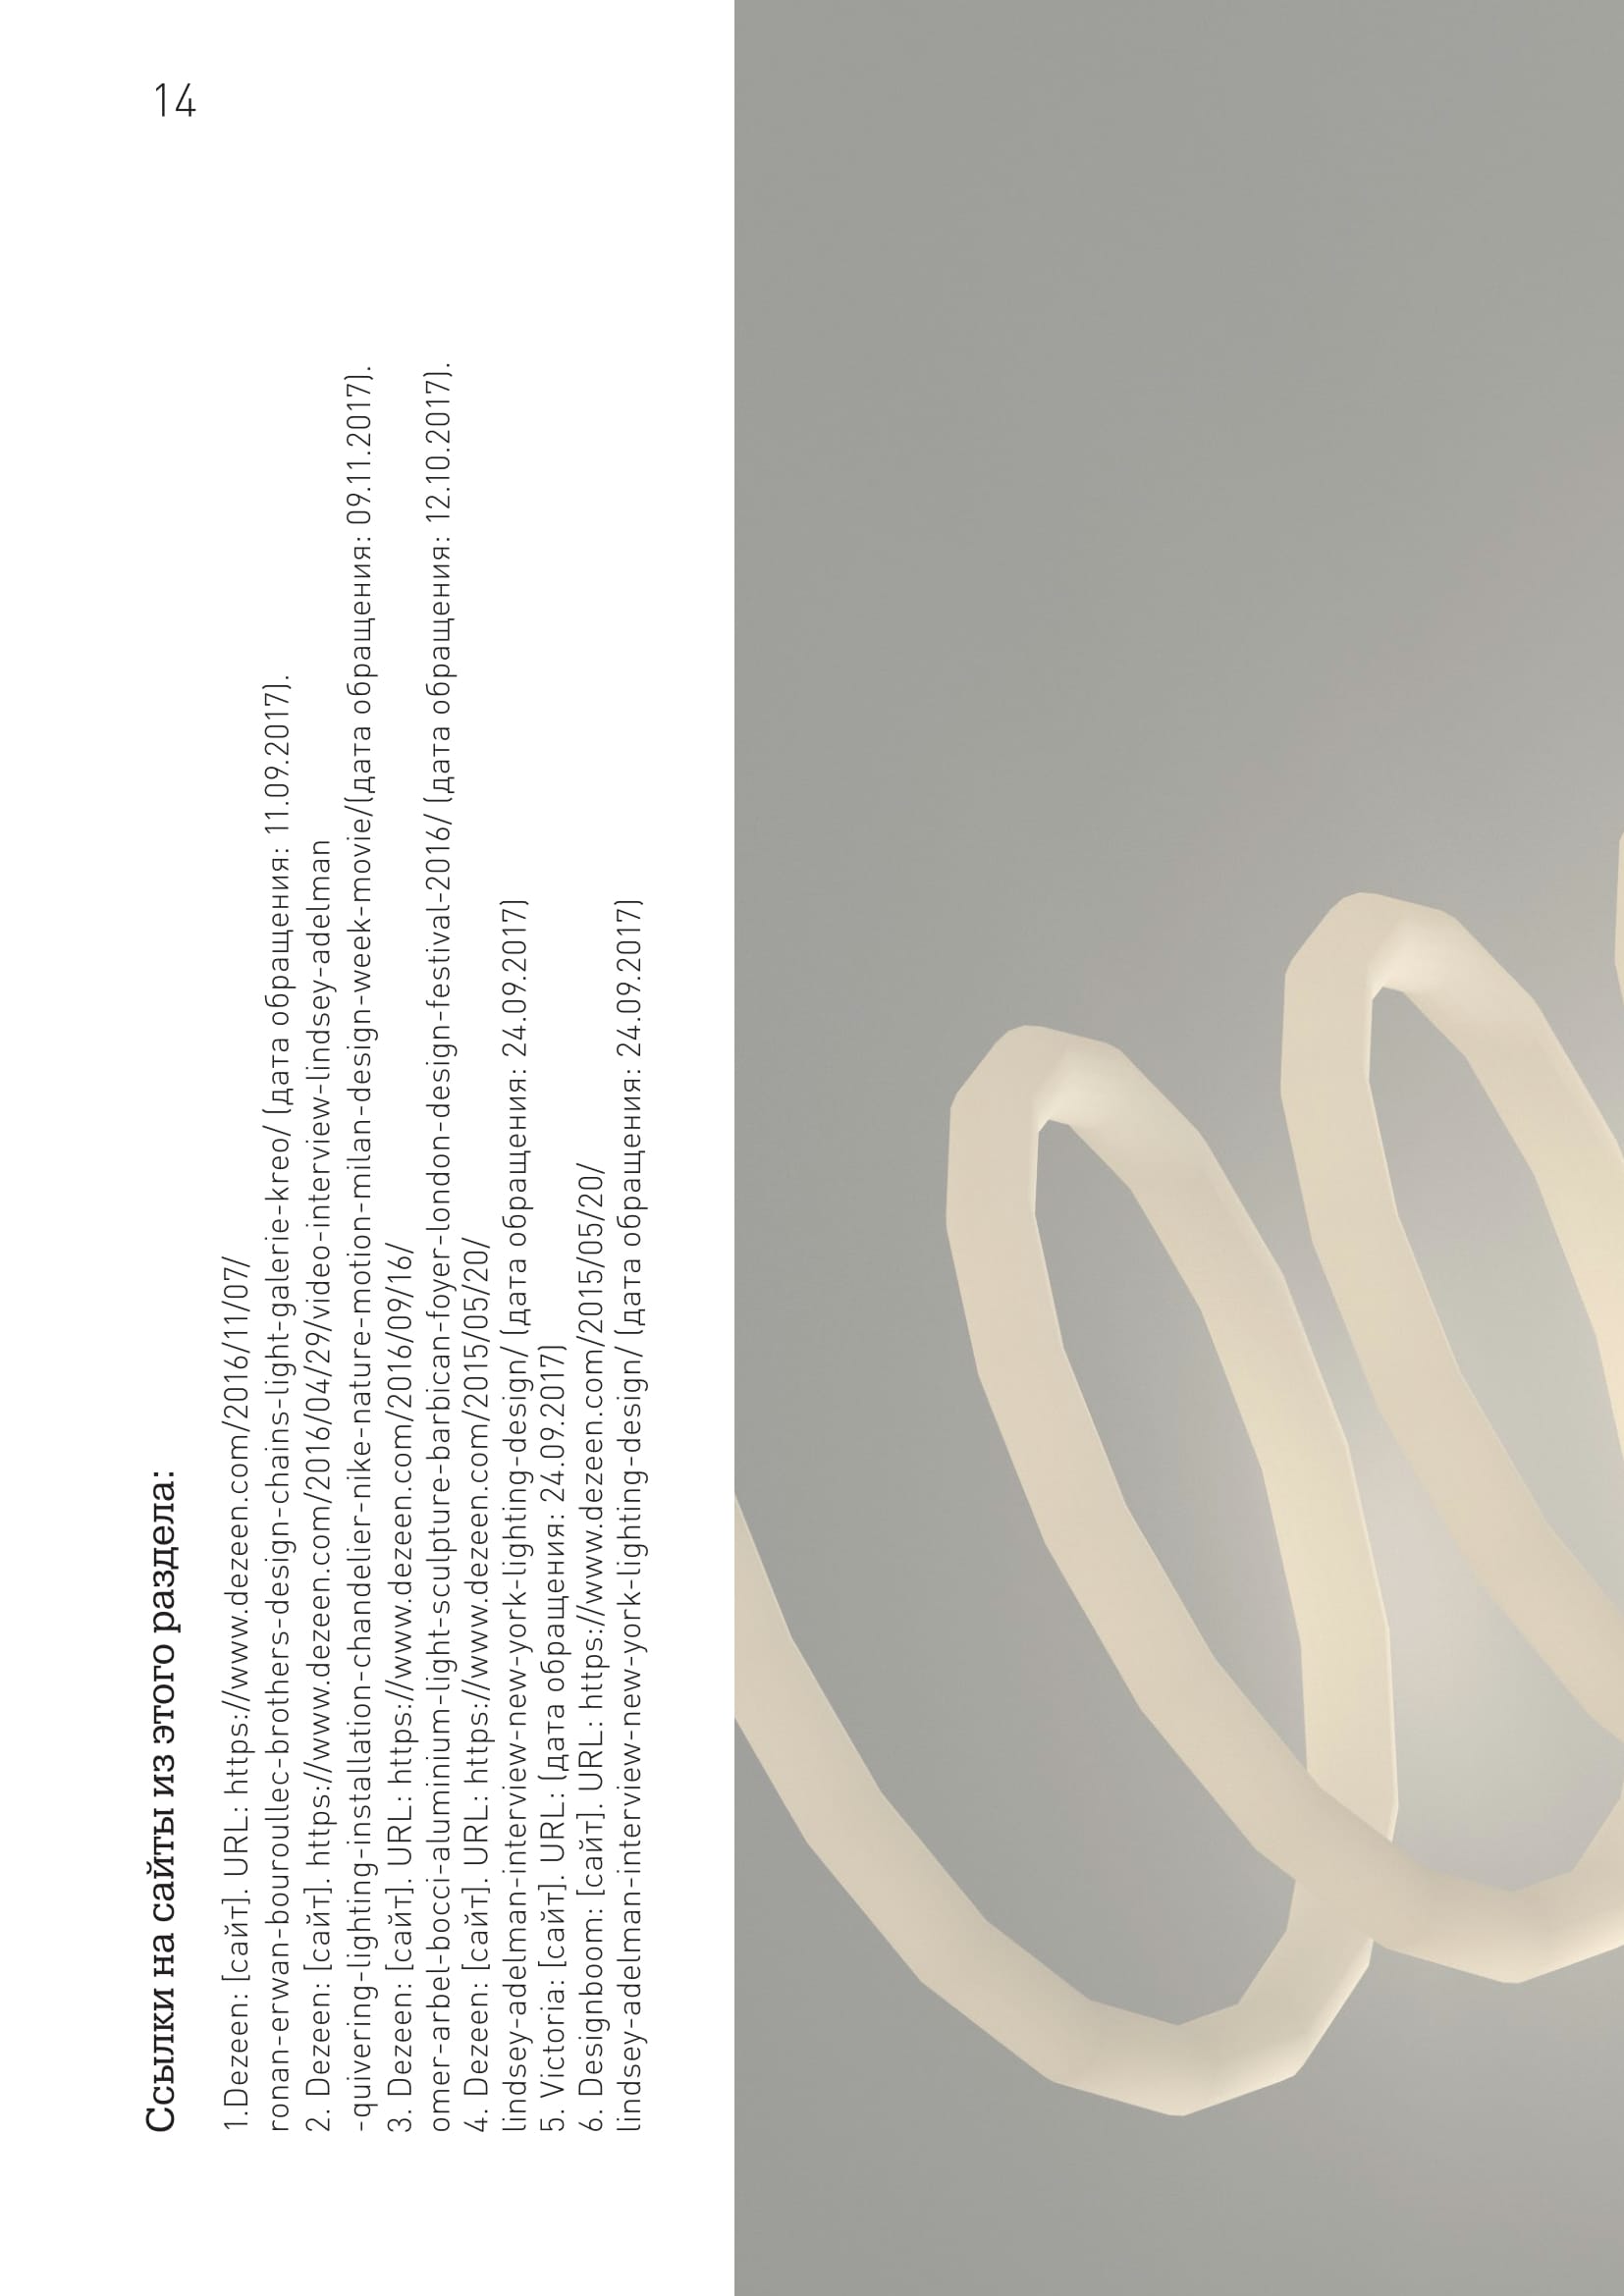 14
Ссылки на сайты из этого раздела:
1.Dezeen: [сайт]. URL: https://www.dezeen.com/2016/11/07/
ronan-erwan-bouroullec-brothers-design-chains-light-galerie-kreo/ (дата обращения: 11.09.2017).
2. Dezeen: [сайт]. https://www.dezeen.com/2016/04/29/video-interview-lindsey-adelman
-quivering-lighting-installation-chandelier-nike-nature-motion-milan-design-week-movie/(дата обращения: 09.11.2017).
3. Dezeen: [сайт]. URL: https://www.dezeen.com/2016/09/16/
omer-arbel-bocci-aluminium-light-sculpture-barbican-foyer-london-design-festival-2016/ (дата обращения: 12.10.2017).
4. Dezeen: [сайт]. URL: https://www.dezeen.com/2015/05/20/
lindsey-adelman-interview-new-york-lighting-design/ (дата обращения: 24.09.2017)
5. Victoria: [сайт]. URL: (дата обращения: 24.09.2017)
6. Designboom: [сайт]. URL: https://www.dezeen.com/2015/05/20/
lindsey-adelman-interview-new-york-lighting-design/ (дата обращения: 24.09.2017)